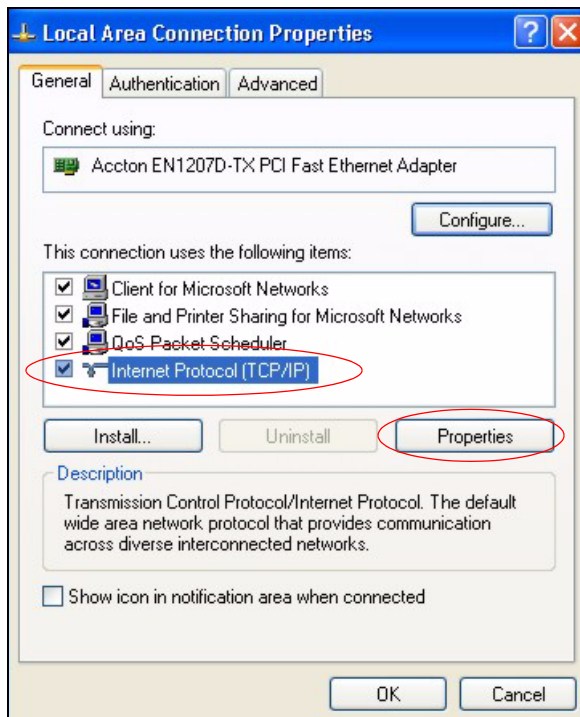 Local Area Connection Properties
General Authentication Advanced
Connect using:
Accton EN1207D-TX PCI Fast Ethernet Adapter
Configure...
This connection uses the following items:
Client for Microsoft Networks
File and Printer Sharing for Microsoft Networks
QoS Packet Scheduler
Internet Protocol (TCP/IP)
Install... Uninstall Properties
Description
Transmission Control Protocol/Internet Protocol. The default
wide area network protocol that provides communication
across diverse interconnected networks.
Show icon in notification area when connected
OK Cancel